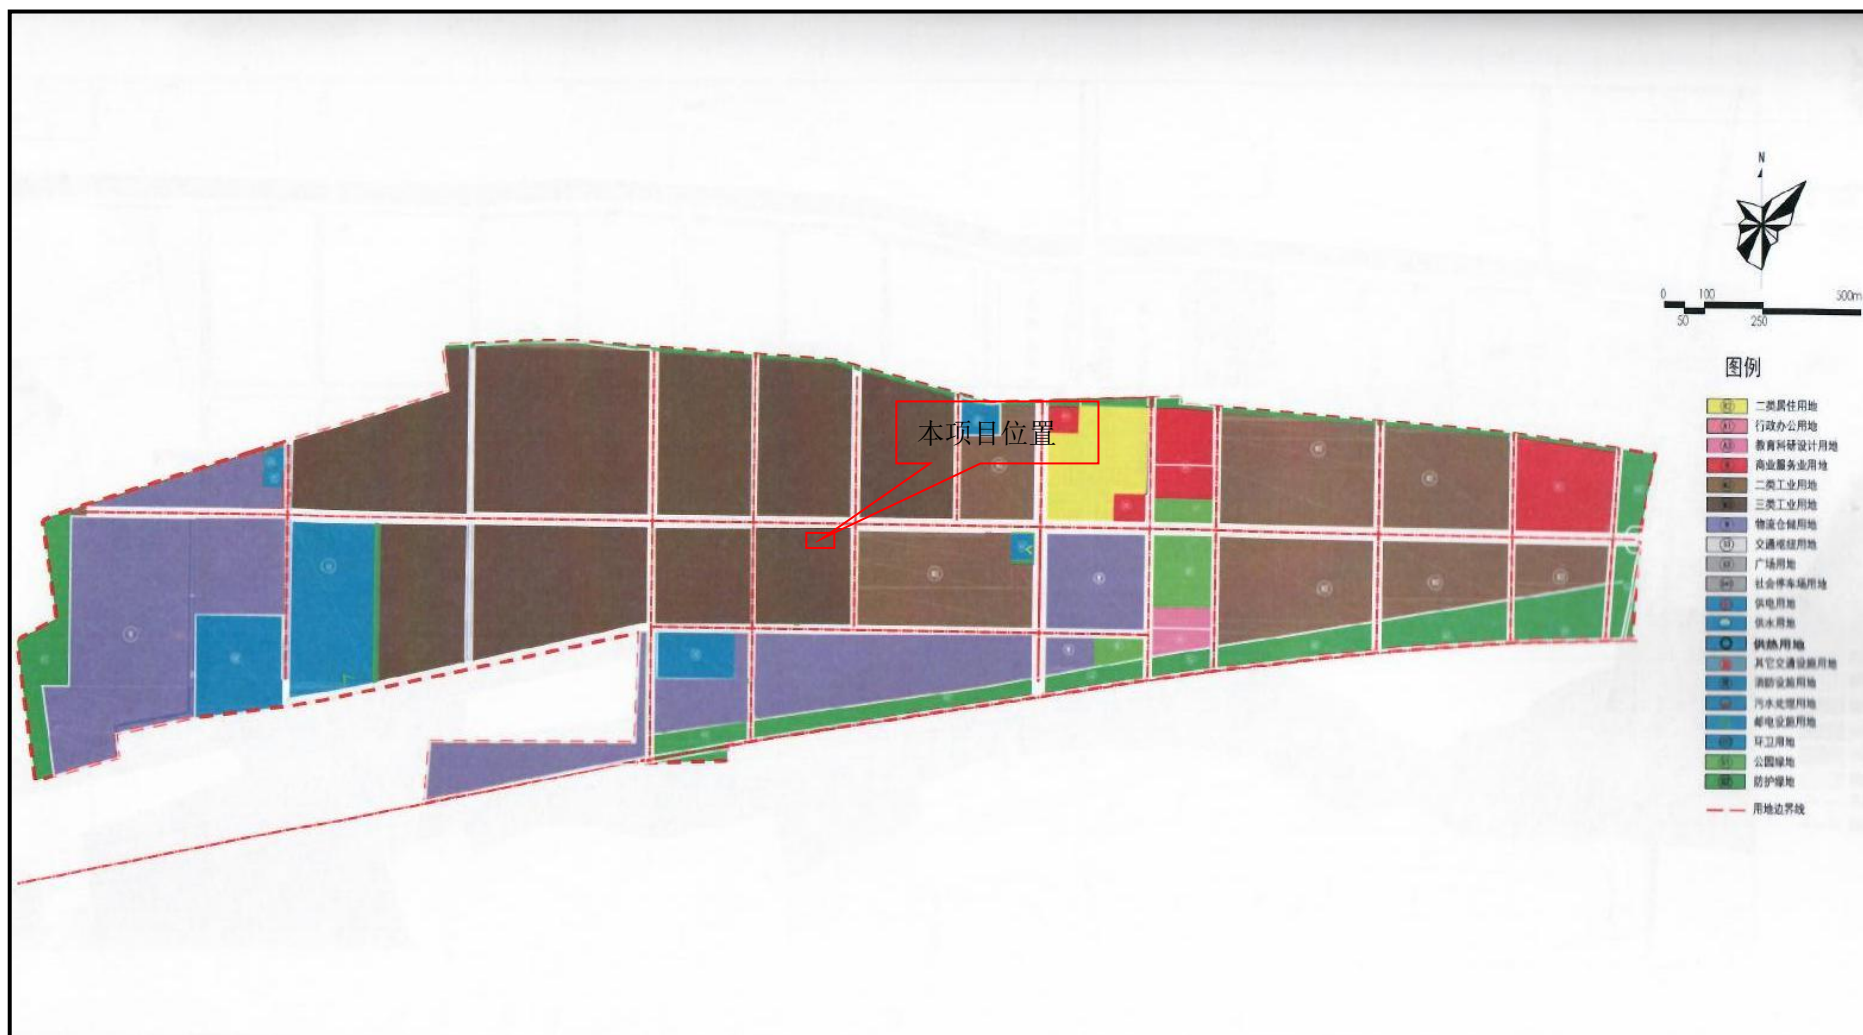 N
0 100 500m
50 250
图例
二类居住用地
行政办公用地
教育科研设计用地
商业服务业用地
二类工业用地
三类工业用地
物流仓储用地
交通枢纽用地
广场用地
社会停车场用地
供电用地
供水用地
供热用地
其它交通设施用地
消防设施用地
污水处理用地
邮电设施用地
环卫用地
公园绿地
防护绿地
用地边界线
本项目位置